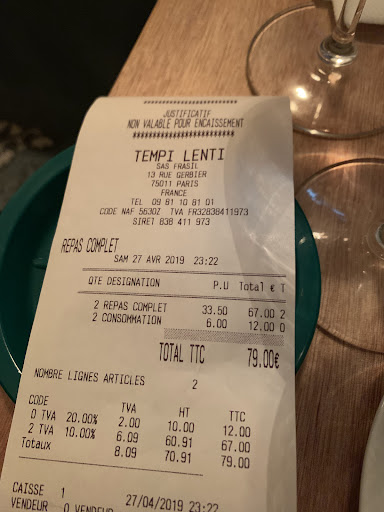 JUSTIFICATIF
NON VALABLE POUR ENCAISSEMENT
TEMPI LENTI
SAS FRASIL
13 RUE GERBIER
75011 PARIS
FRANCE
TEL 09 81 10 81 01
CODE NAF 5630Z TVA FR32838411973
SIRET 838 411 973
REPAS COMPLET
SAM 27 AVR 2019 23:22
QTE DESIGNATION P.U Total € T
2 REPAS COMPLET 33.50 67.00 2
2 CONSOMMATION 6.00 12.00 0
TOTAL TTC 79.00€
NOMBRE LIGNES ARTICLES 2
CODE TVA HT TTC
0 TVA 20.00% 2.00 10.00 12.00
2 TVA 10.00% 6.09 60.91 67.00
Totaux 8.09 70.91 79.00
CAISSE 1 27/04/2019 23:22
VENDEUR 0 VENDEUR